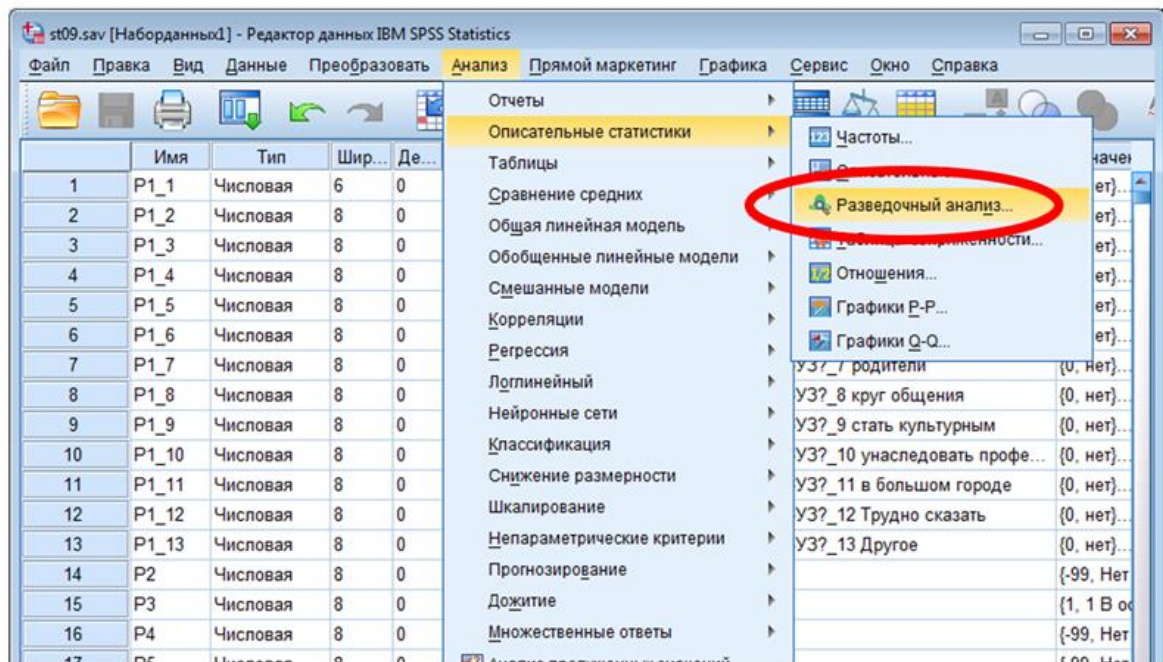 st09.sav [Наборданных1] - Редактор данных IBM SPSS Statistics
Файл Правка Вид Данные Преобразовать Анализ Прямой маркетинг Графика Сервис Окно Справка
Отчеты
Описательные статистики
Таблицы
Сравнение средних
Общая линейная модель
Обобщенные линейные модели
Смешанные модели
Корреляции
Регрессия
Логлинейный
Нейронные сети
Классификация
Снижение размерности
Шкалирование
Непараметрические критерии
Прогнозирование
Дожитие
Множественные ответы
Частоты...
Разведочный анализ...
Отношения...
Графики P-P...
Графики Q-Q...
Имя Тип Шир... Де...
1 P1_1 Числовая 6 0 ет}...
2 P1_2 Числовая 8 0 ет}...
3 P1_3 Числовая 8 0 ет}...
4 P1_4 Числовая 8 0 ет}...
5 P1_5 Числовая 8 0 ет}...
6 P1_6 Числовая 8 0 ет}...
7 P1_7 Числовая 8 0 УЗ?_7 родители {0, нет}...
8 P1_8 Числовая 8 0 УЗ?_8 круг общения {0, нет}...
9 P1_9 Числовая 8 0 УЗ?_9 стать культурным {0, нет}...
10 P1_10 Числовая 8 0 УЗ?_10 унаследовать профе... {0, нет}...
11 P1_11 Числовая 8 0 УЗ?_11 в большом городе {0, нет}...
12 P1_12 Числовая 8 0 УЗ?_12 Трудно сказать {0, нет}...
13 P1_13 Числовая 8 0 УЗ?_13 Другое {0, нет}...
14 P2 Числовая 8 0 {-99, Нет
15 P3 Числовая 8 0 {1, 1 В ос
16 P4 Числовая 8 0 {-99, Нет